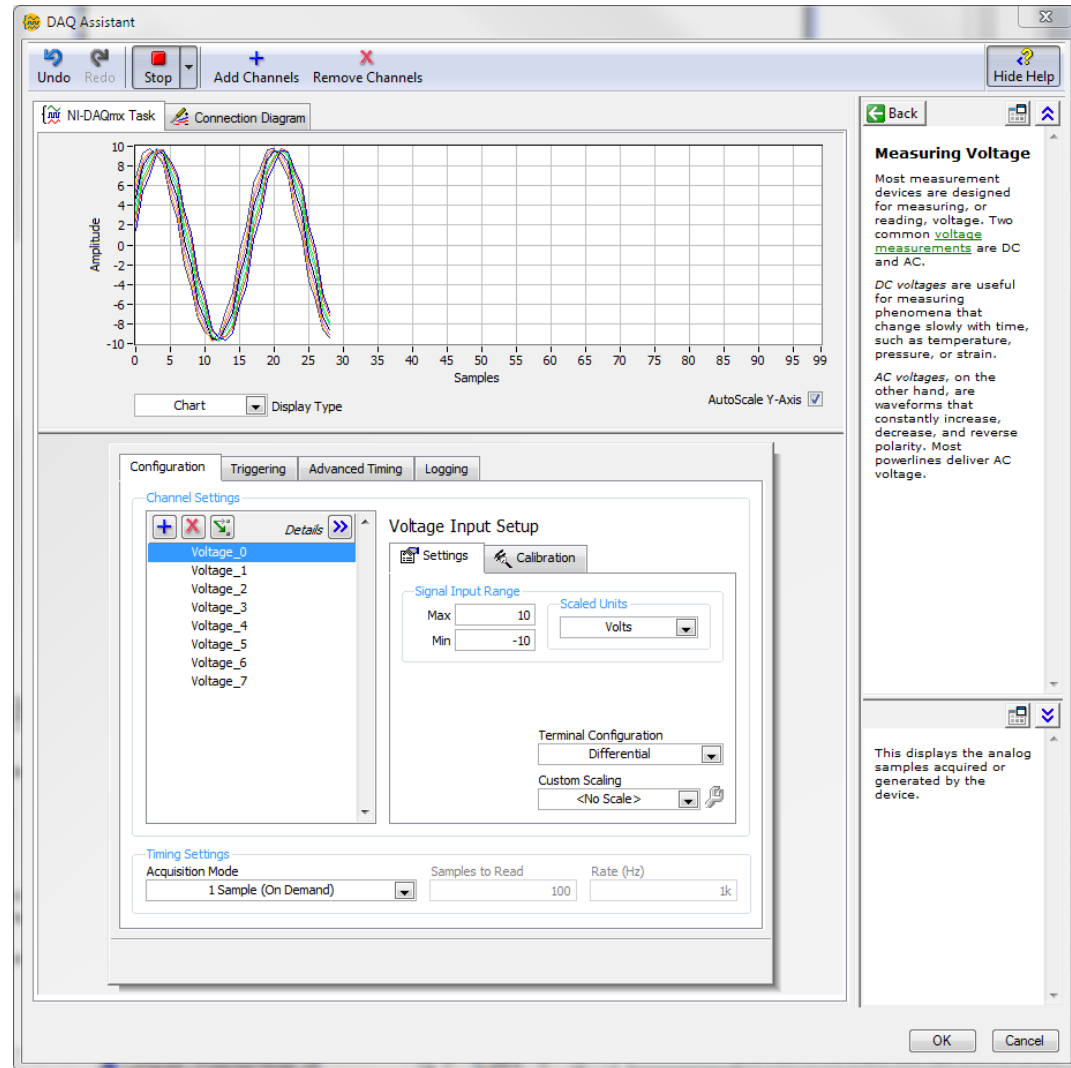 DAQ Assistant
Undo Redo Stop Add Channels Remove Channels Hide Help
NI-DAQmx Task Connection Diagram
10
8
6
4
2
0
-2
-4
-6
-8
-10
Amplitude
0 5 10 15 20 25 30 35 40 45 50 55 60 65 70 75 80 85 90 95 99
Samples
Chart Display Type AutoScale Y-Axis
Configuration Triggering Advanced Timing Logging
Channel Settings
Details
Voltage_0
Voltage_1
Voltage_2
Voltage_3
Voltage_4
Voltage_5
Voltage_6
Voltage_7
Voltage Input Setup
Settings Calibration
Signal Input Range
Max 10
Min -10
Scaled Units
Volts
Terminal Configuration
Differential
Custom Scaling
<No Scale>
Timing Settings
Acquisition Mode Samples to Read Rate (Hz)
1 Sample (On Demand) 100 1k
Back
Measuring Voltage
Most measurement
devices are designed
for measuring, or
reading, voltage. Two
common voltage
measurements are DC
and AC.
DC voltages are useful
for measuring
phenomena that
change slowly with time,
such as temperature,
pressure, or strain.
AC voltages, on the
other hand, are
waveforms that
constantly increase,
decrease, and reverse
polarity. Most
powerlines deliver AC
voltage.
This displays the analog
samples acquired or
generated by the
device.
OK Cancel